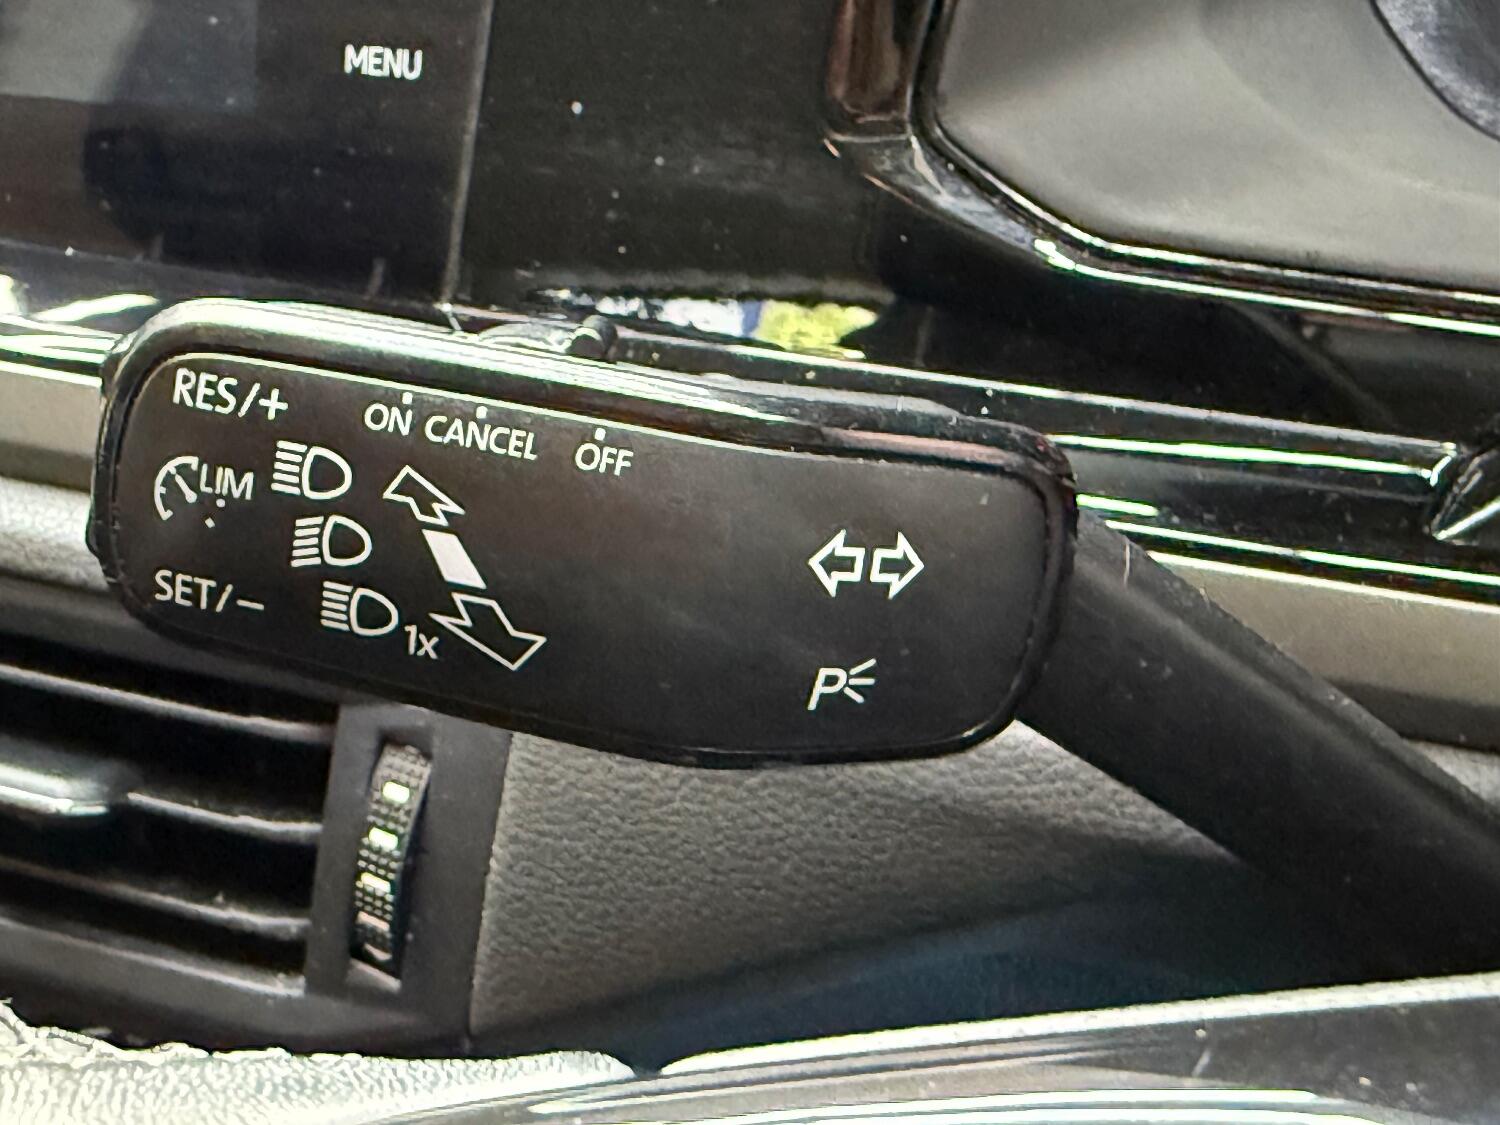 MENU
RES/+
ON CANCEL OFF
LIM
SET/−
1x
P